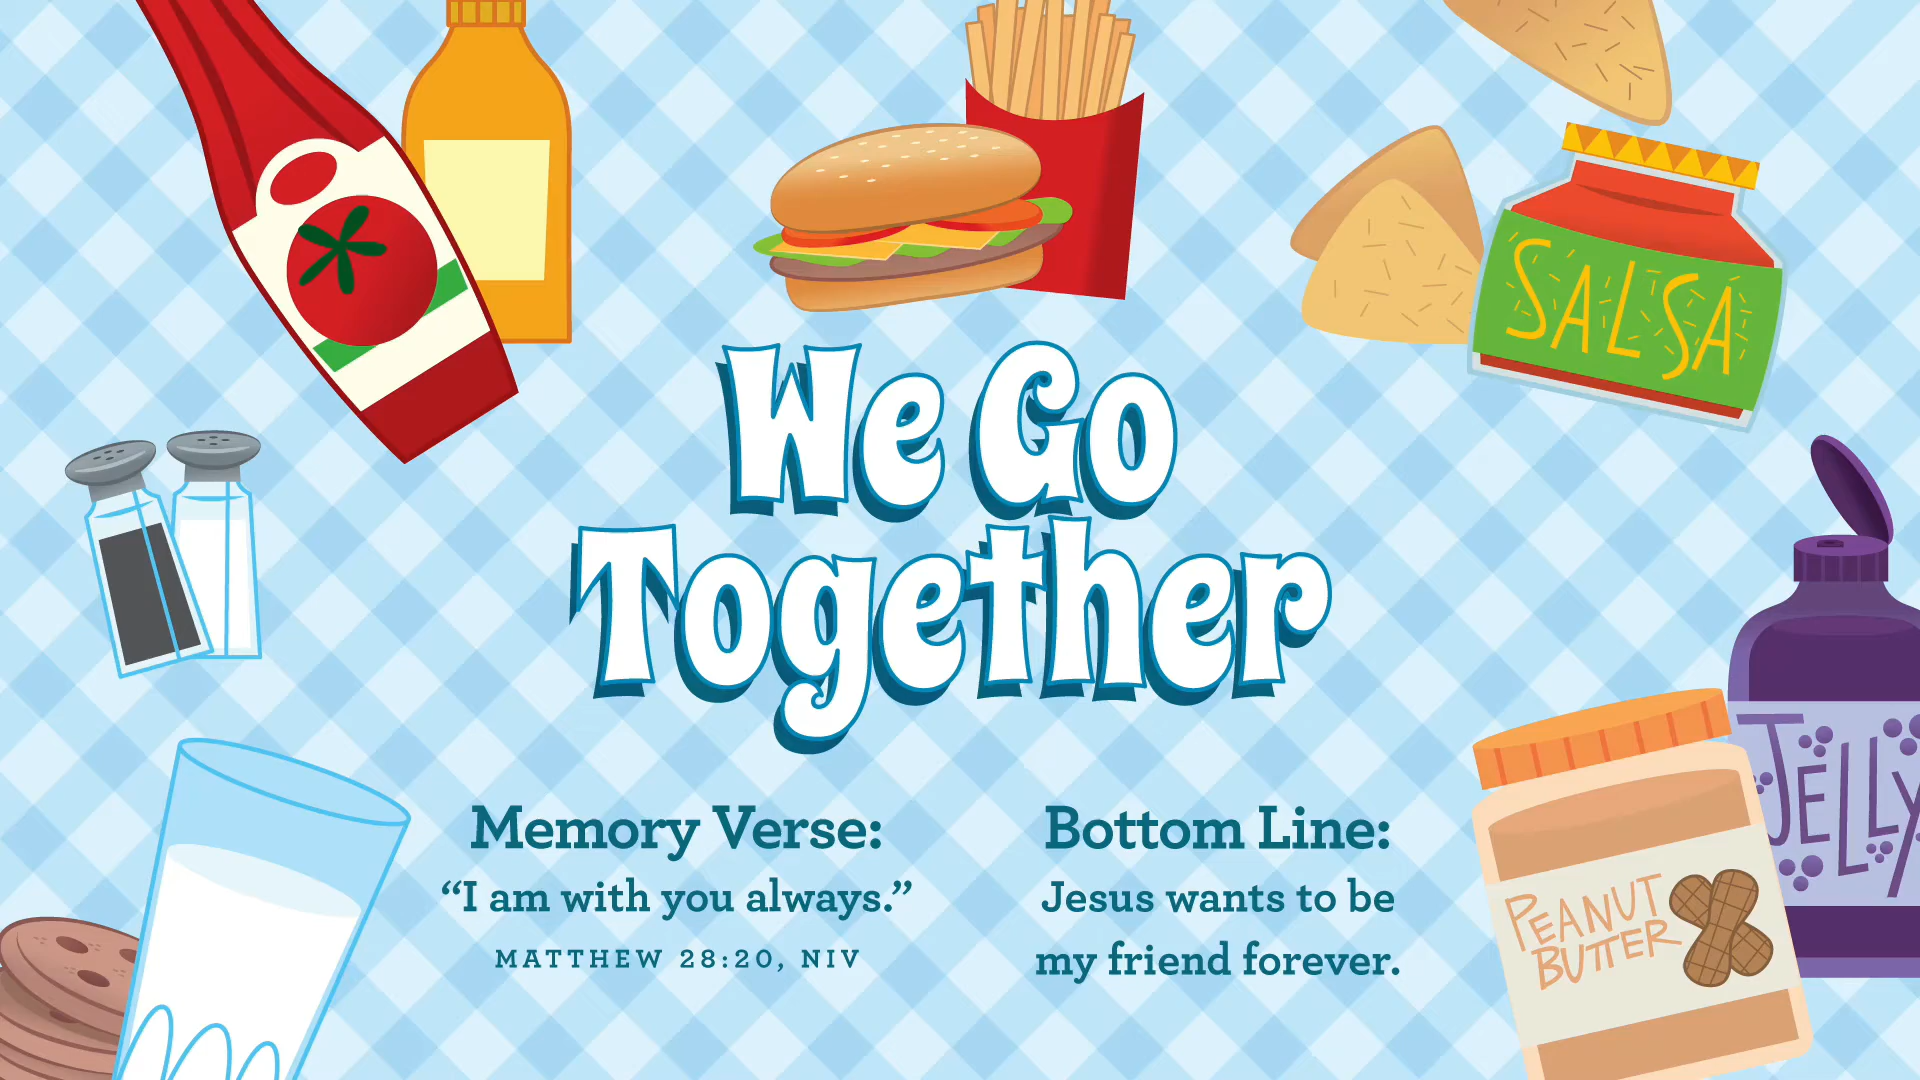 SALSA
We Go
Together
JELLY
PEANUT
BUTTER
Memory Verse:
“I am with you always.”
MATTHEW 28:20, NIV
Bottom Line:
Jesus wants to be
my friend forever.